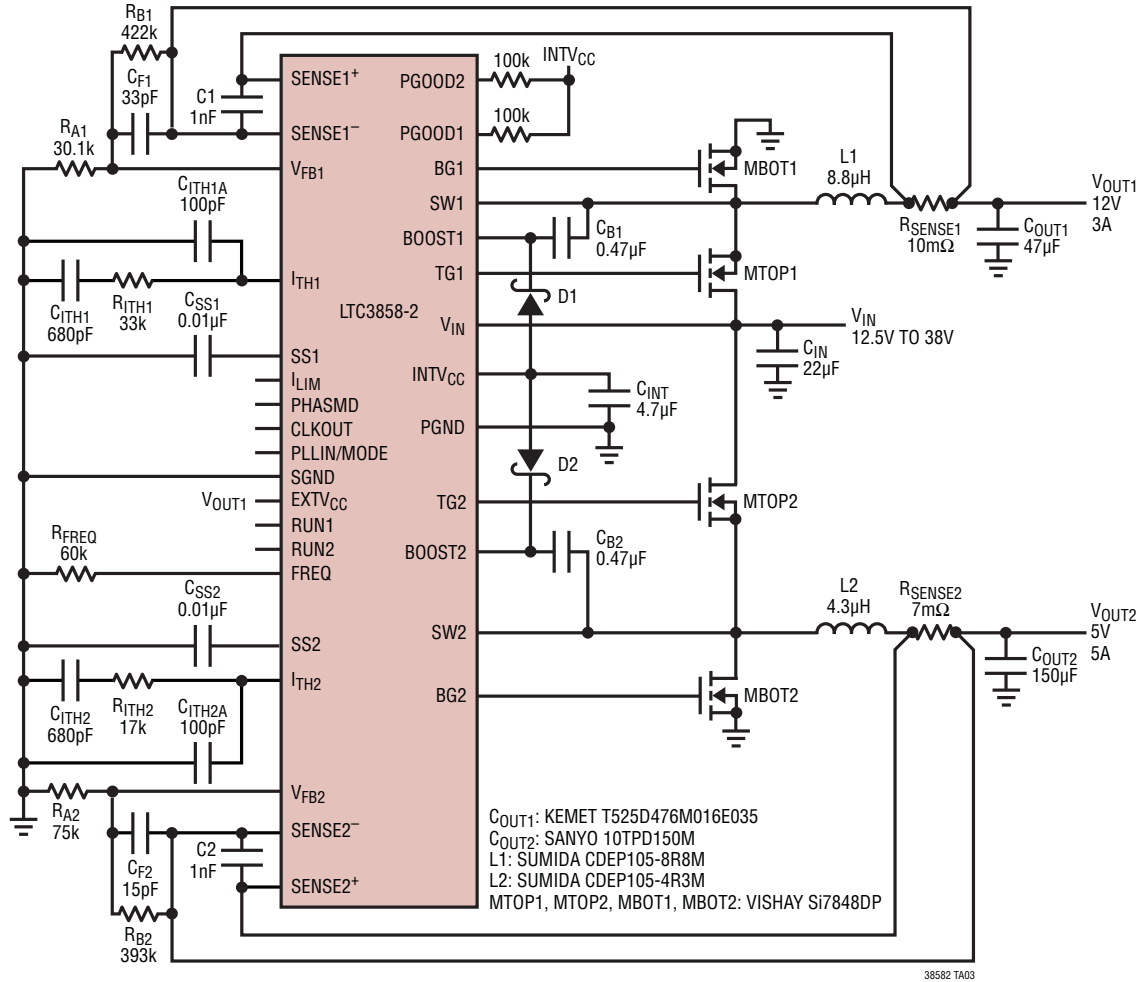 RB1
422k
CF1
33pF
RA1
30.1k
C1
1nF
CITH1A
100pF
CITH1
680pF
RITH1
33k
CSS1
0.01µF
VOUT1
RFREQ
60k
CSS2
0.01µF
CITH2
680pF
RITH2
17k
CITH2A
100pF
RA2
75k
CF2
15pF
C2
1nF
RB2
393k
SENSE1+
SENSE1–
VFB1
ITH1
SS1
ILIM
PHASMD
CLKOUT
PLLIN/MODE
SGND
EXTVCC
RUN1
RUN2
FREQ
SS2
ITH2
VFB2
SENSE2–
SENSE2+
LTC3858-2
PGOOD2
PGOOD1
BG1
SW1
BOOST1
TG1
VIN
INTVCC
PGND
TG2
BOOST2
SW2
BG2
100k
INTVCC
100k
MBOT1
L1
8.8µH
CB1
0.47µF
MTOP1
D1
RSENSE1
10mΩ
COUT1
47µF
VOUT1
12V
3A
VIN
12.5V TO 38V
CIN
22µF
CINT
4.7µF
D2
MTOP2
CB2
0.47µF
L2
4.3µH
RSENSE2
7mΩ
VOUT2
5V
5A
COUT2
150µF
MBOT2
COUT1: KEMET T525D476M016E035
COUT2: SANYO 10TPD150M
L1: SUMIDA CDEP105-8R8M
L2: SUMIDA CDEP105-4R3M
MTOP1, MTOP2, MBOT1, MBOT2: VISHAY Si7848DP
38582 TA03